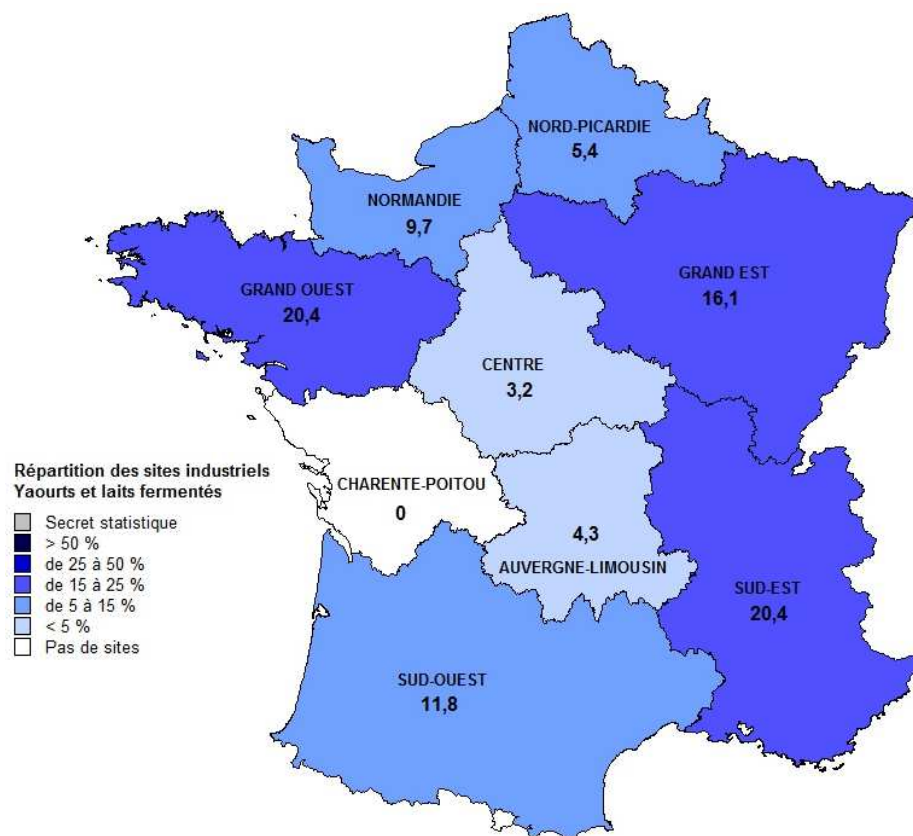 NORD-PICARDIE
5,4
NORMANDIE
9,7
GRAND OUEST
20,4
GRAND EST
16,1
CENTRE
3,2
CHARENTE-POITOU
0
4,3
AUVERGNE-LIMOUSIN
SUD-EST
20,4
SUD-OUEST
11,8
Répartition des sites industriels
Yaourts et laits fermentés
Secret statistique
> 50 %
de 25 à 50 %
de 15 à 25 %
de 5 à 15 %
< 5 %
Pas de sites